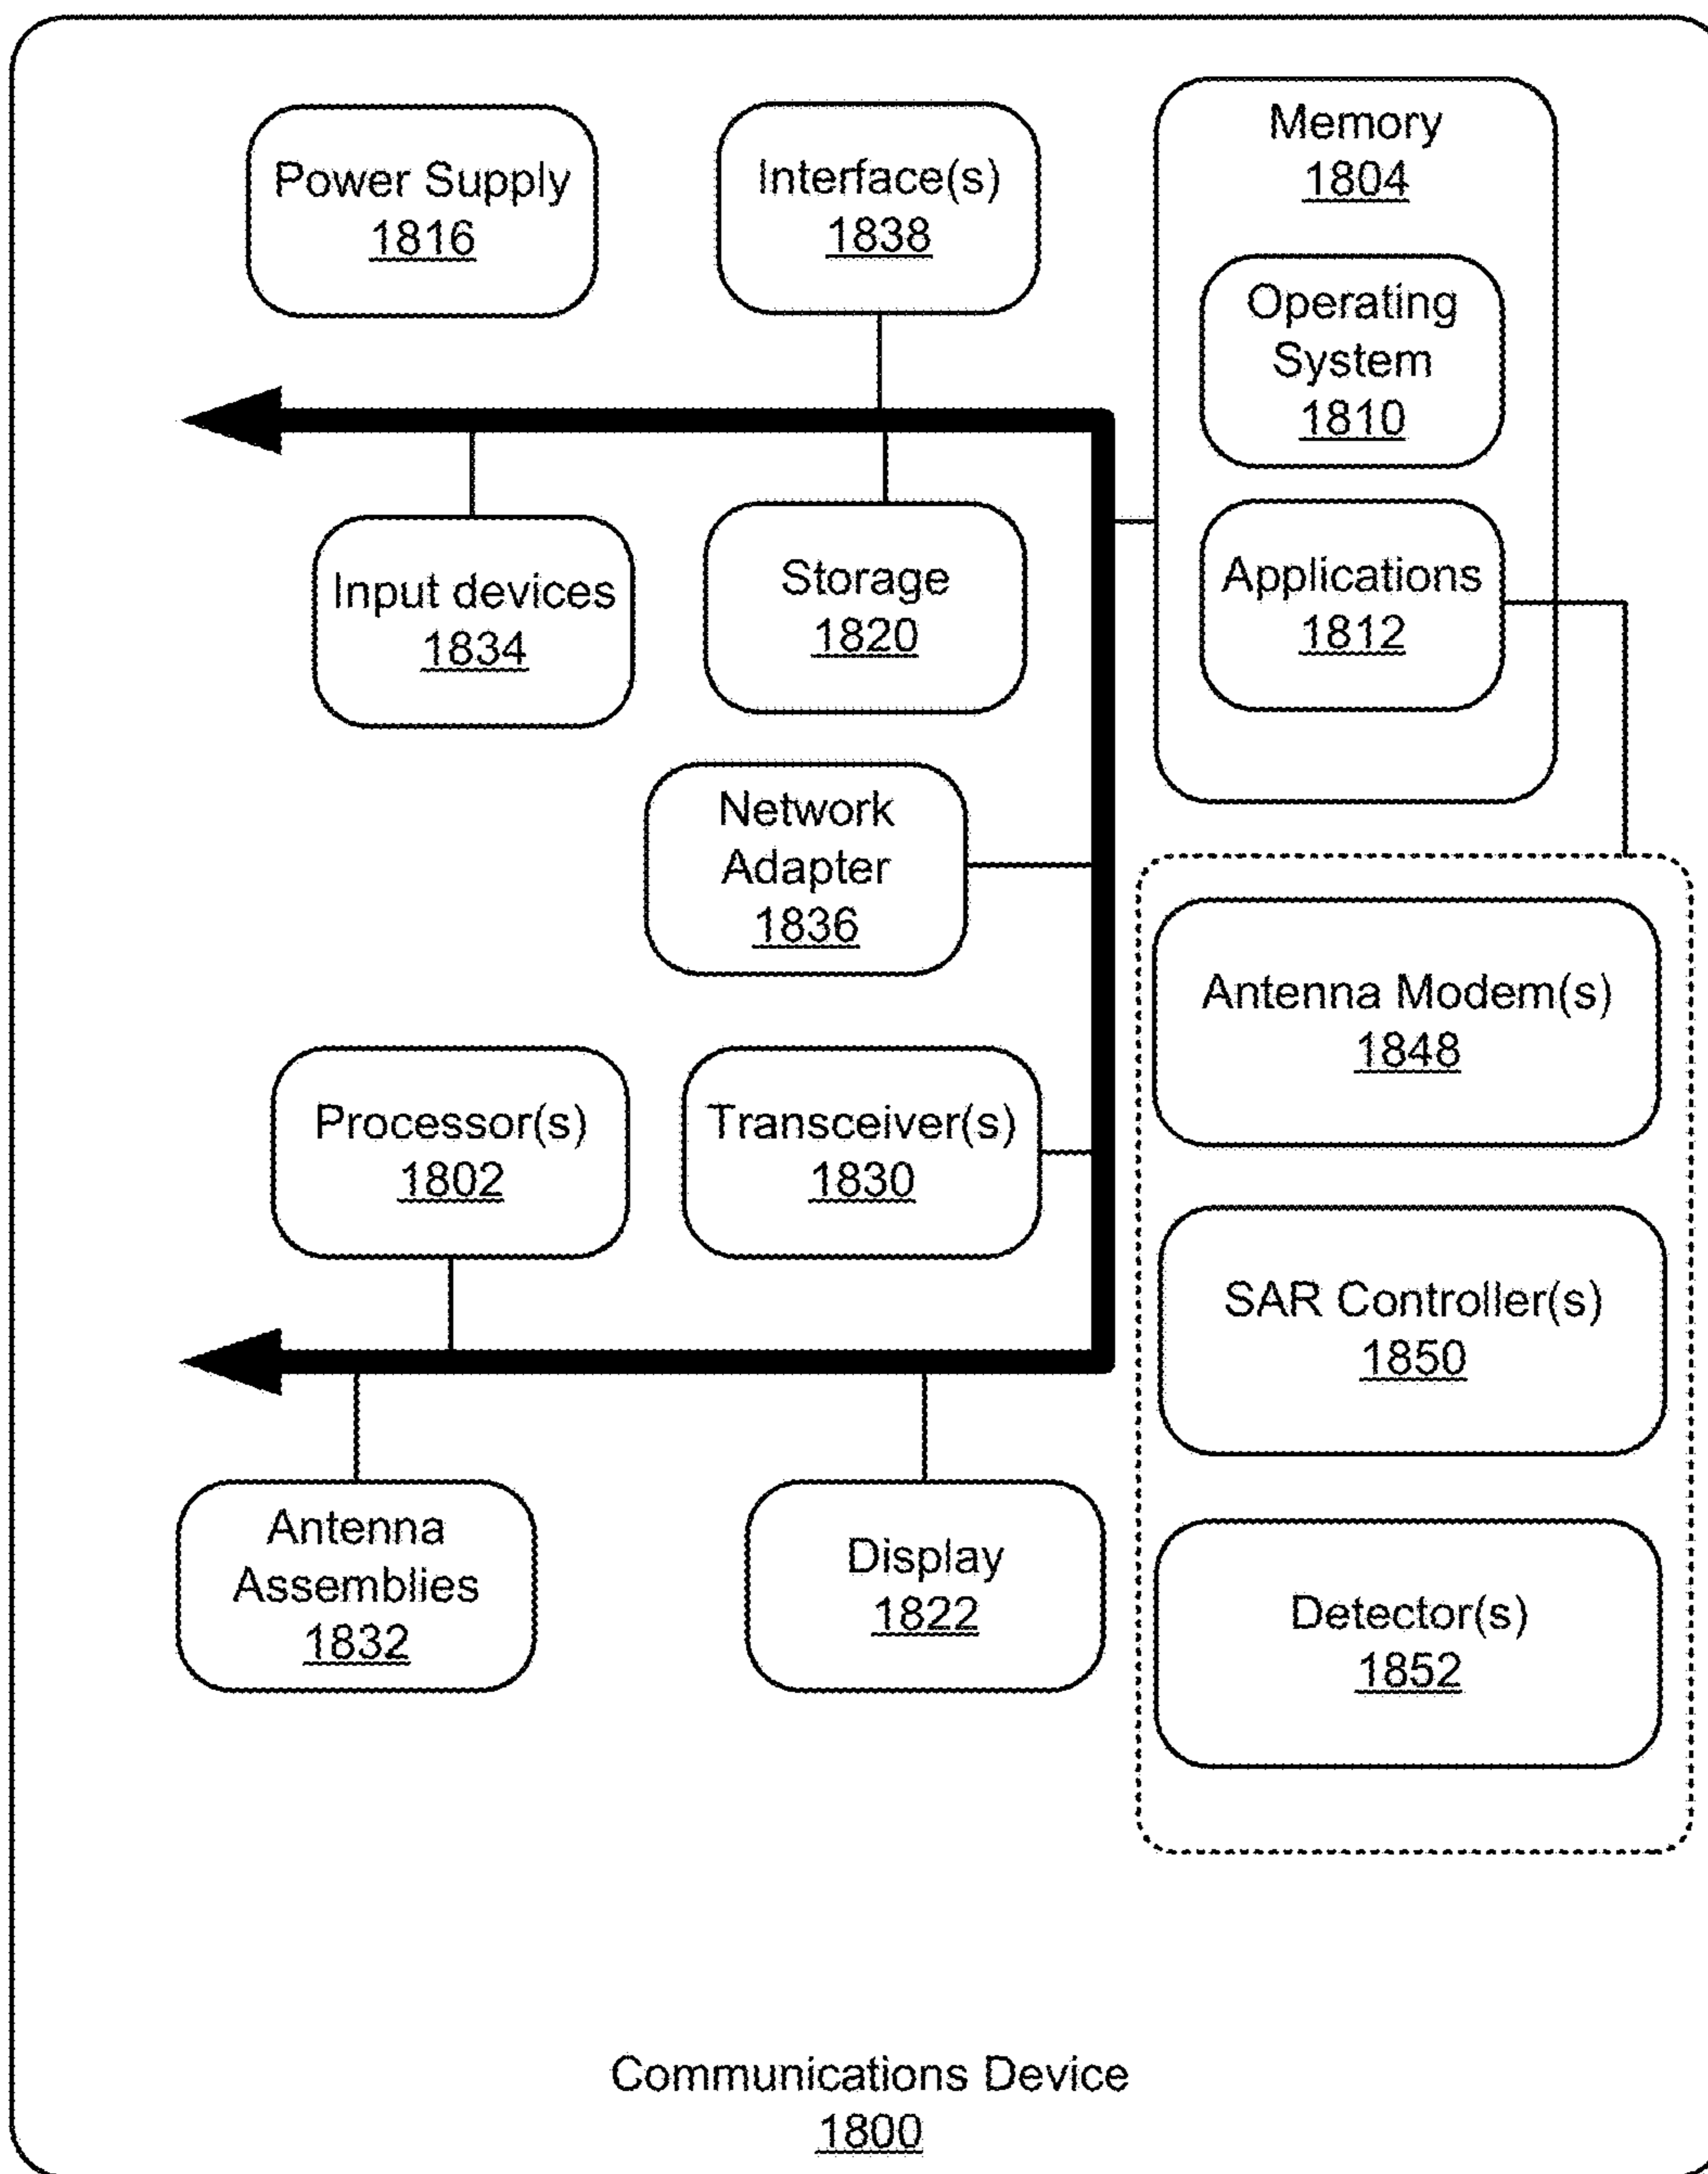 Power Supply
1816
Interface(s)
1838
Memory
1804
Operating
System
1810
Applications
1812
Input devices
1834
Storage
1820
Network
Adapter
1836
Antenna Modem(s)
1848
Processor(s)
1802
Transceiver(s)
1830
SAR Controller(s)
1850
Antenna
Assemblies
1832
Display
1822
Detector(s)
1852
Communications Device
1800